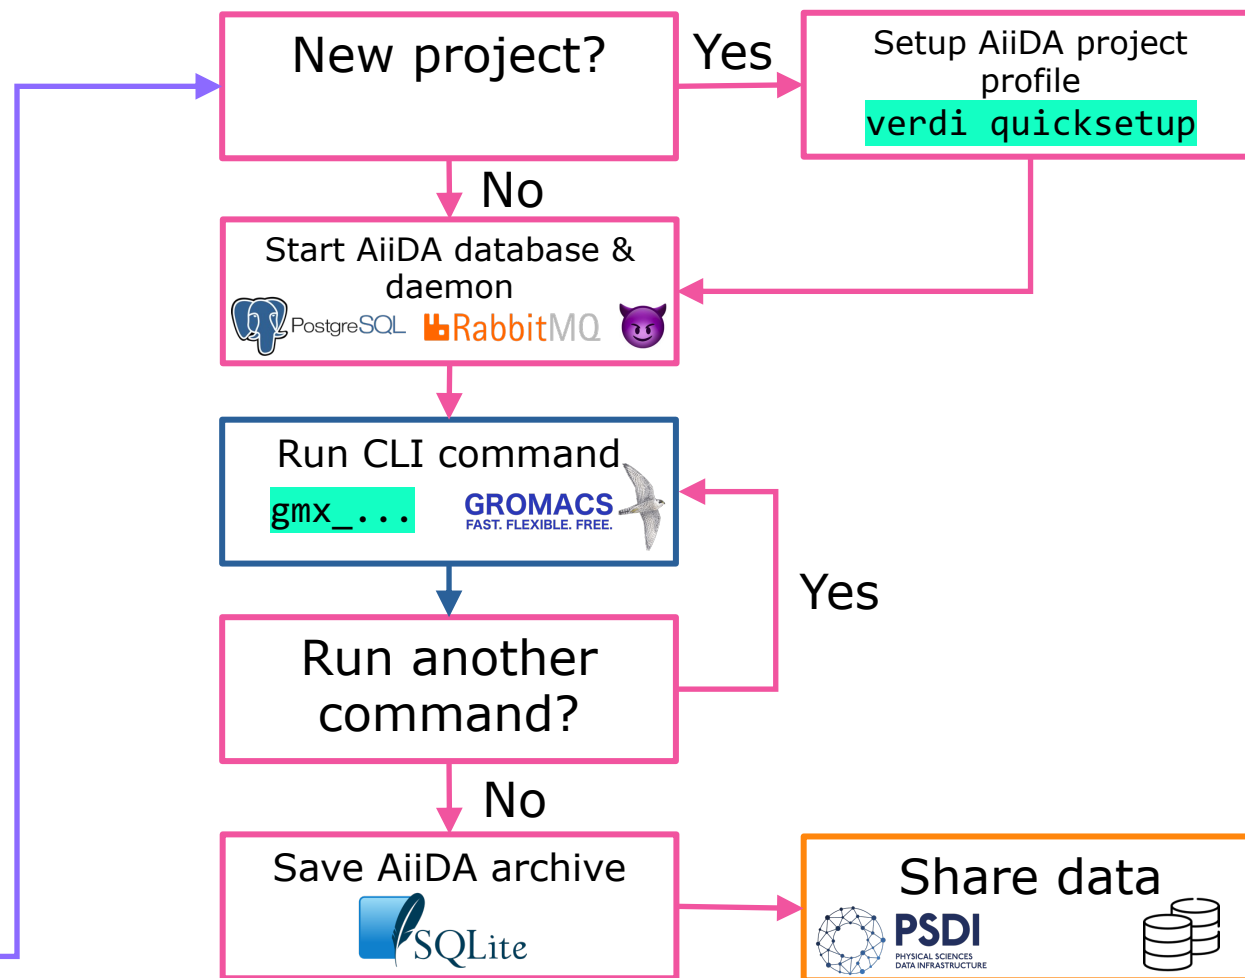 New project?
Yes
Setup AiiDA project
profile
verdi quicksetup
No
Start AiiDA database &
daemon
PostgreSQL
RabbitMQ
Run CLI command
gmx_...
GROMACS
FAST. FLEXIBLE. FREE.
Yes
Run another
command?
No
Save AiiDA archive
SQLite
Share data
PSDI
PHYSICAL SCIENCES
DATA INFRASTRUCTURE